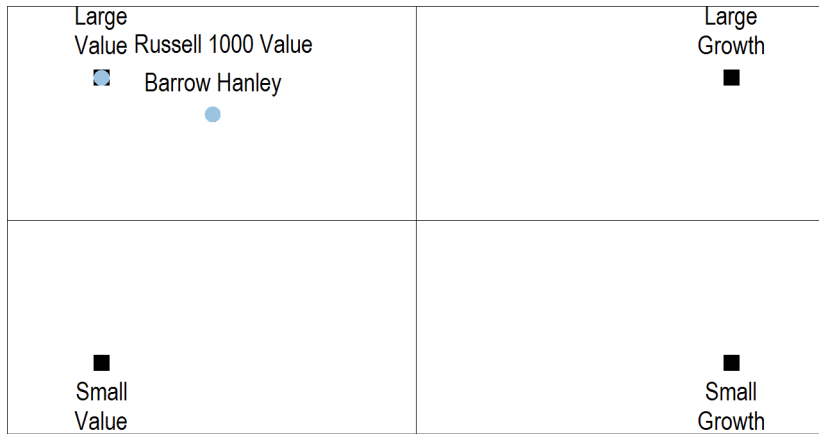 Large
Value
Russell 1000 Value
Barrow Hanley
Large
Growth
Small
Value
Small
Growth